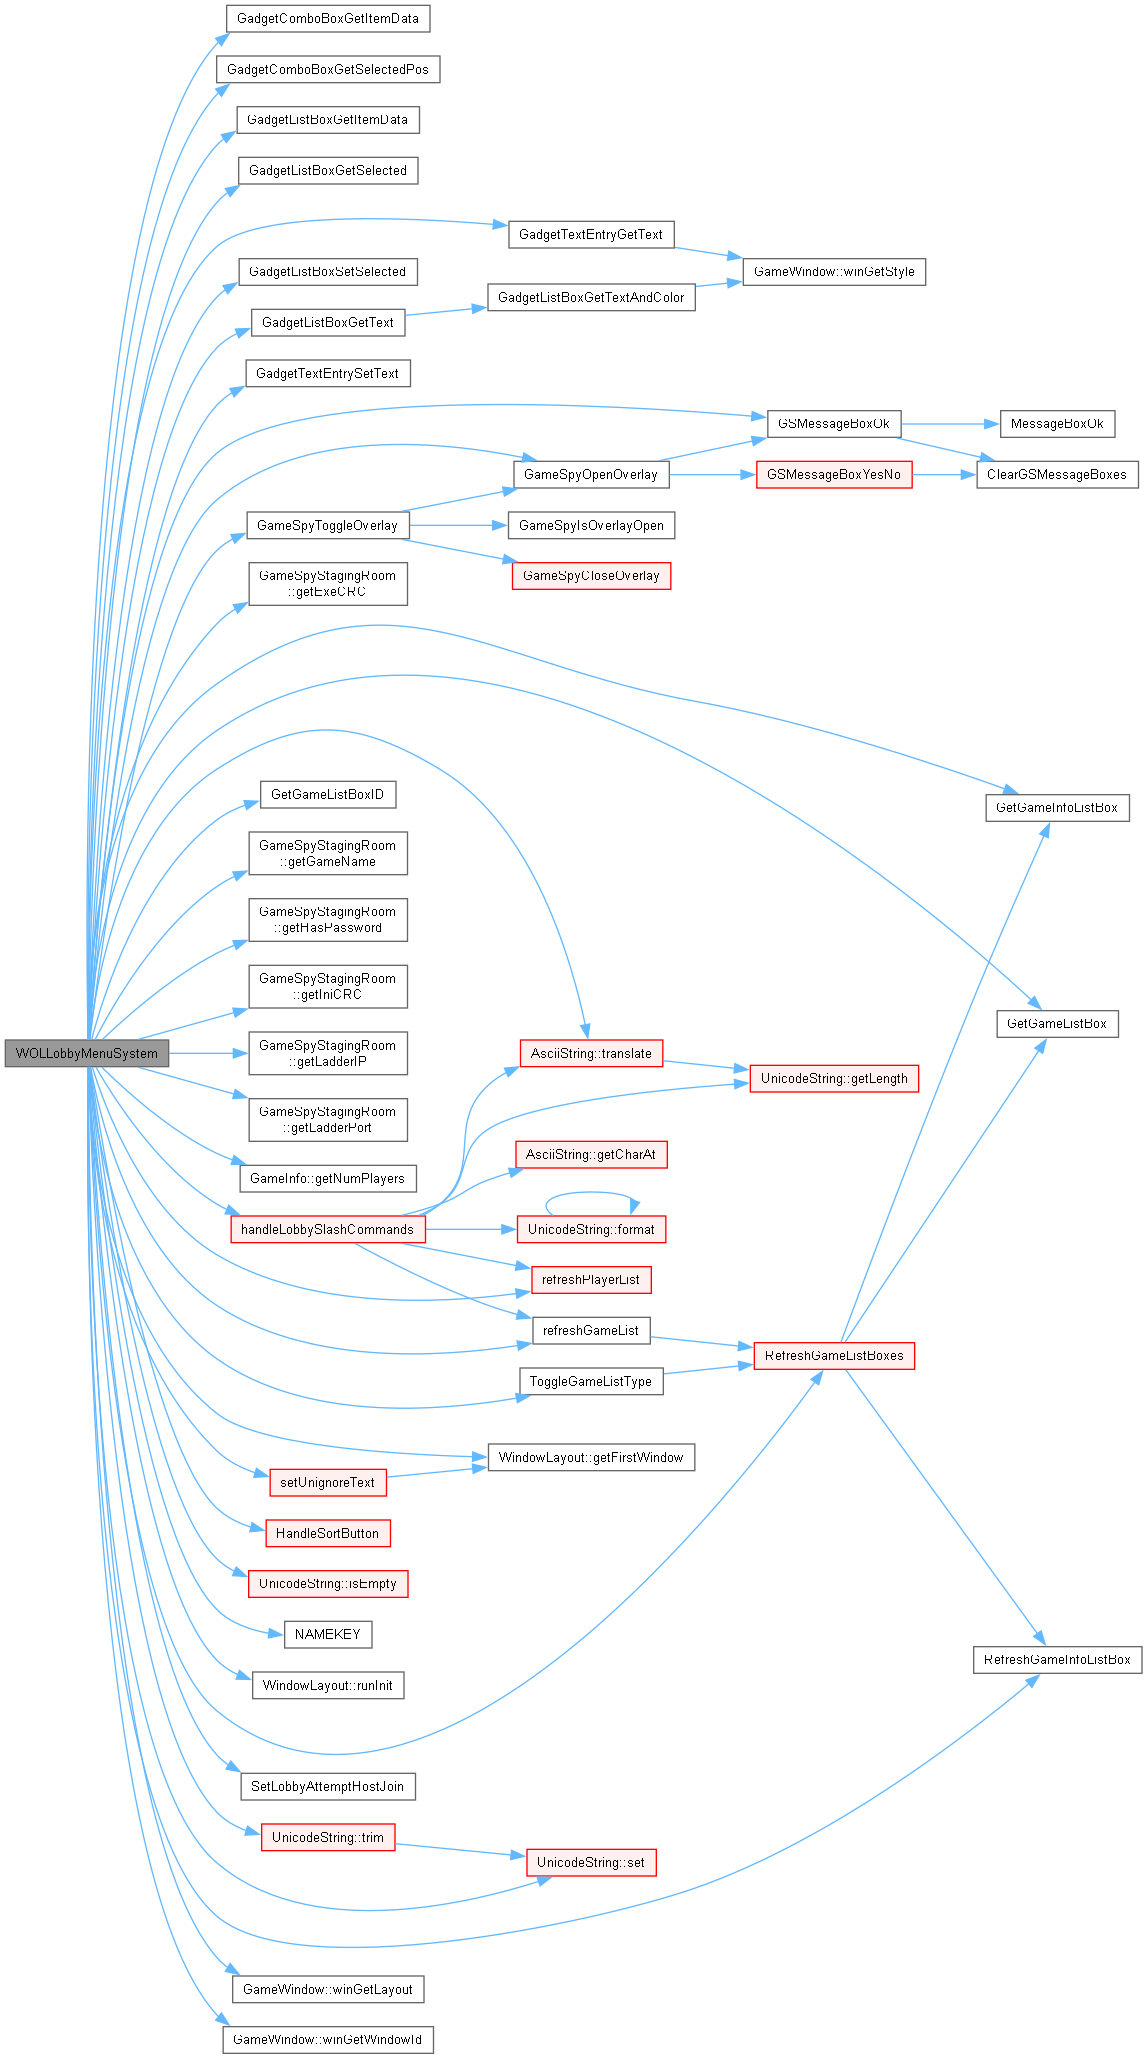 GadgetComboBoxGetItemData
GadgetComboBoxGetSelectedPos
GadgetListBoxGetItemData
GadgetListBoxGetSelected
GadgetTextEntryGetText
GadgetListBoxSetSelected
GameWindow::winGetStyle
GadgetListBoxGetTextAndColor
GadgetListBoxGetText
GadgetTextEntrySetText
GSMessageBoxOk
MessageBoxOk
GameSpyOpenOverlay
GSMessageBoxYesNo
ClearGSMessageBoxes
GameSpyToggleOverlay
GameSpyIsOverlayOpen
GameSpyCloseOverlay
GameSpyStagingRoom
::getExeCRC
GetGameListBoxID
GetGameInfoListBox
GameSpyStagingRoom
::getGameName
GameSpyStagingRoom
::getHasPassword
GameSpyStagingRoom
::getIniCRC
GetGameListBox
WOLLobbyMenuSystem
GameSpyStagingRoom
::getLadderIP
AsciiString::translate
UnicodeString::getLength
GameSpyStagingRoom
::getLadderPort
AsciiString::getCharAt
GameInfo::getNumPlayers
handleLobbySlashCommands
UnicodeString::format
refreshPlayerList
refreshGameList
RefreshGameListBoxes
ToggleGameListType
WindowLayout::getFirstWindow
setUnignoreText
HandleSortButton
UnicodeString::isEmpty
NAMEKEY
RefreshGameInfoListBox
WindowLayout::runInit
SetLobbyAttemptHostJoin
UnicodeString::trim
UnicodeString::set
GameWindow::winGetLayout
GameWindow::winGetWindowId